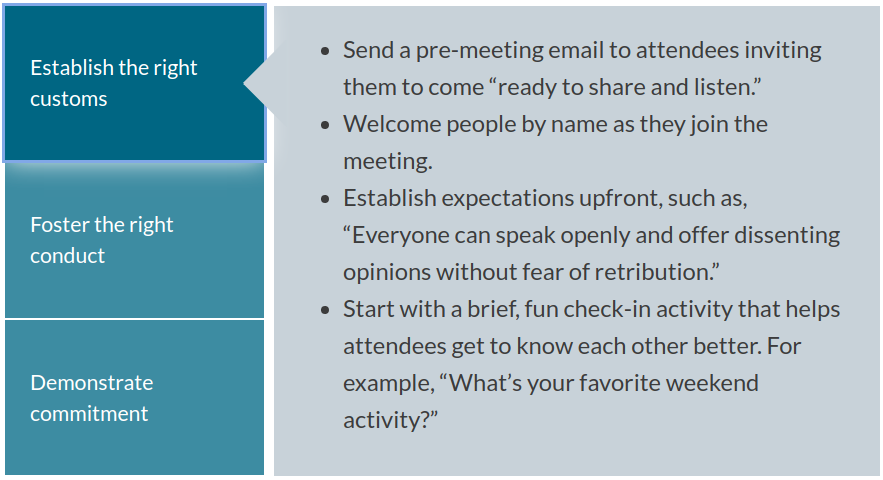 Establish the right
customs
Foster the right
conduct
Demonstrate
commitment
• Send a pre-meeting email to attendees inviting
them to come “ready to share and listen.”
• Welcome people by name as they join the
meeting.
• Establish expectations upfront, such as,
“Everyone can speak openly and offer dissenting
opinions without fear of retribution.”
• Start with a brief, fun check-in activity that helps
attendees get to know each other better. For
example, “What’s your favorite weekend
activity?”